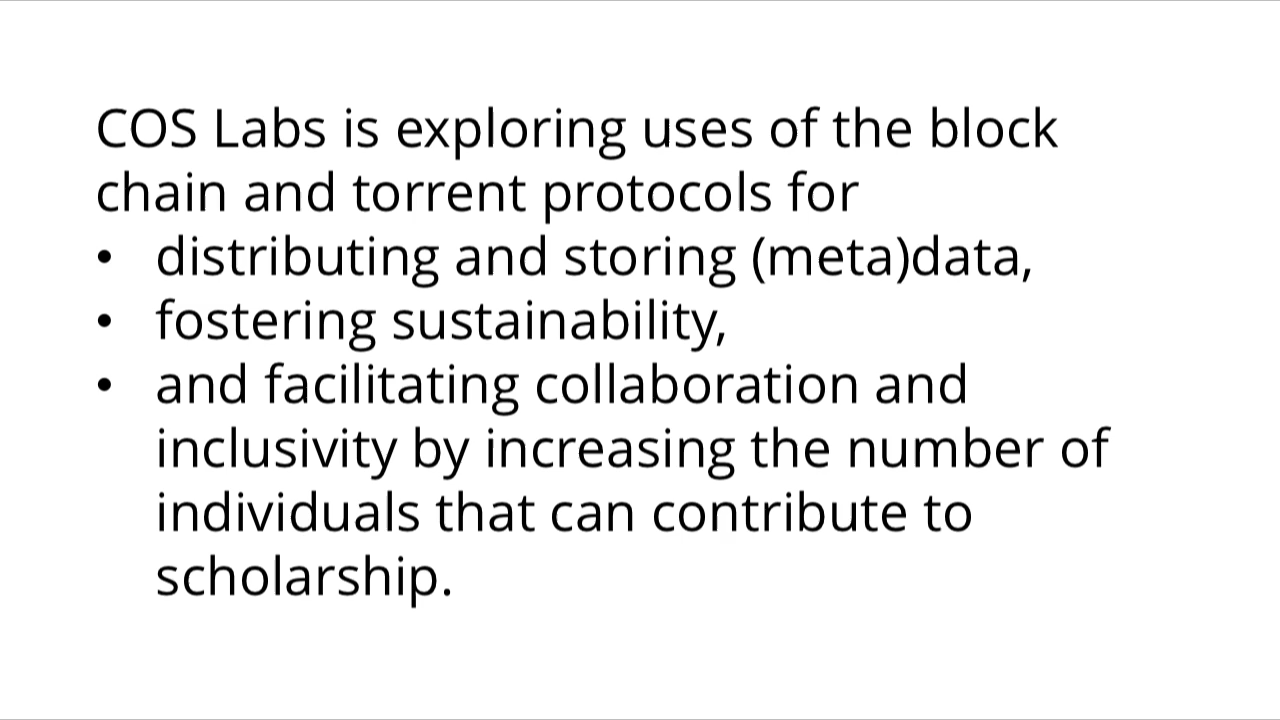 COS Labs is exploring uses of the block
chain and torrent protocols for
• distributing and storing (meta)data,
• fostering sustainability,
• and facilitating collaboration and
inclusivity by increasing the number of
individuals that can contribute to
scholarship.